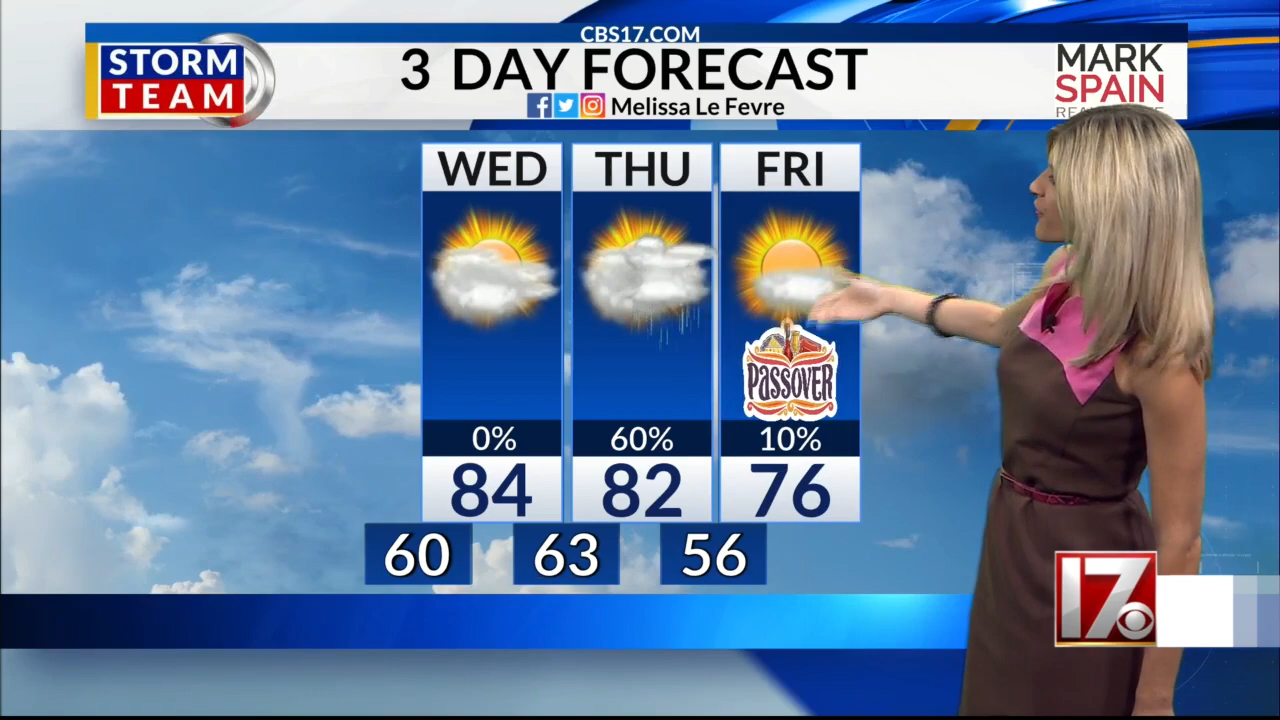 CBS17.COM
STORM
TEAM
3 DAY FORECAST
Melissa Le Fevre
MARK
SPAIN
WED THU FRI
PASSOVER
0% 60% 10%
84 82 76
60 63 56
17